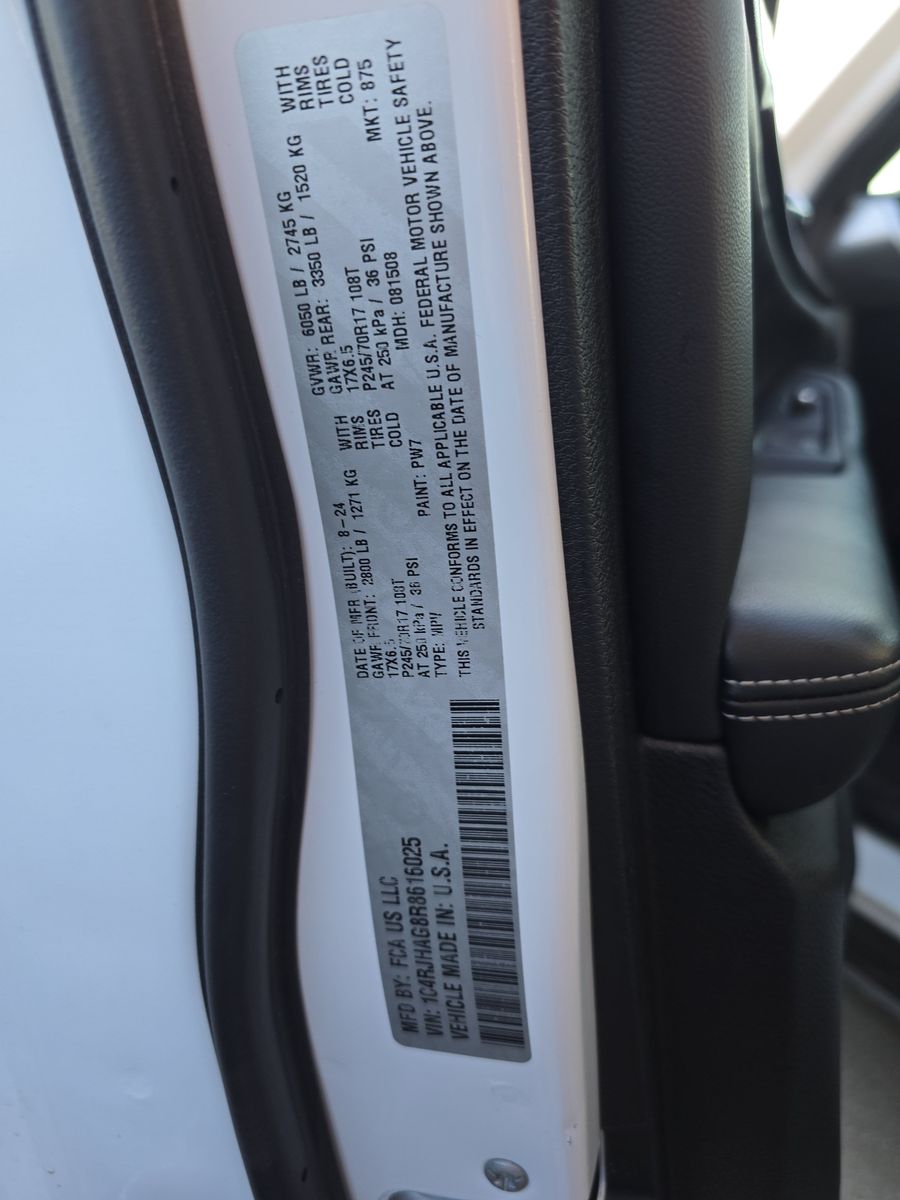 MFD BY: FCA US LLC
VIN: 1C4RJHAG8R8616025
VEHICLE MADE IN: U.S.A.
DATE OF MFR (BUILT): 8-24
GAWR FRONT: 2800 LB / 1271 KG WITH
17X6.5 RIMS
P245/70R17 108T TIRES
AT 250 kPa / 36 PSI COLD
TYPE: MPV PAINT: PW7
GVWR: 6050 LB / 2745 KG
GAWR REAR: 3350 LB / 1520 KG WITH
17X6.5 RIMS
P245/70R17 108T TIRES
AT 250 kPa / 36 PSI COLD
MDH: 081508 MKT: 875
THIS VEHICLE CONFORMS TO ALL APPLICABLE U.S.A. FEDERAL MOTOR VEHICLE SAFETY
STANDARDS IN EFFECT ON THE DATE OF MANUFACTURE SHOWN ABOVE.